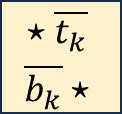 ⋆ \overline{t_k}
\overline{b_k} ⋆